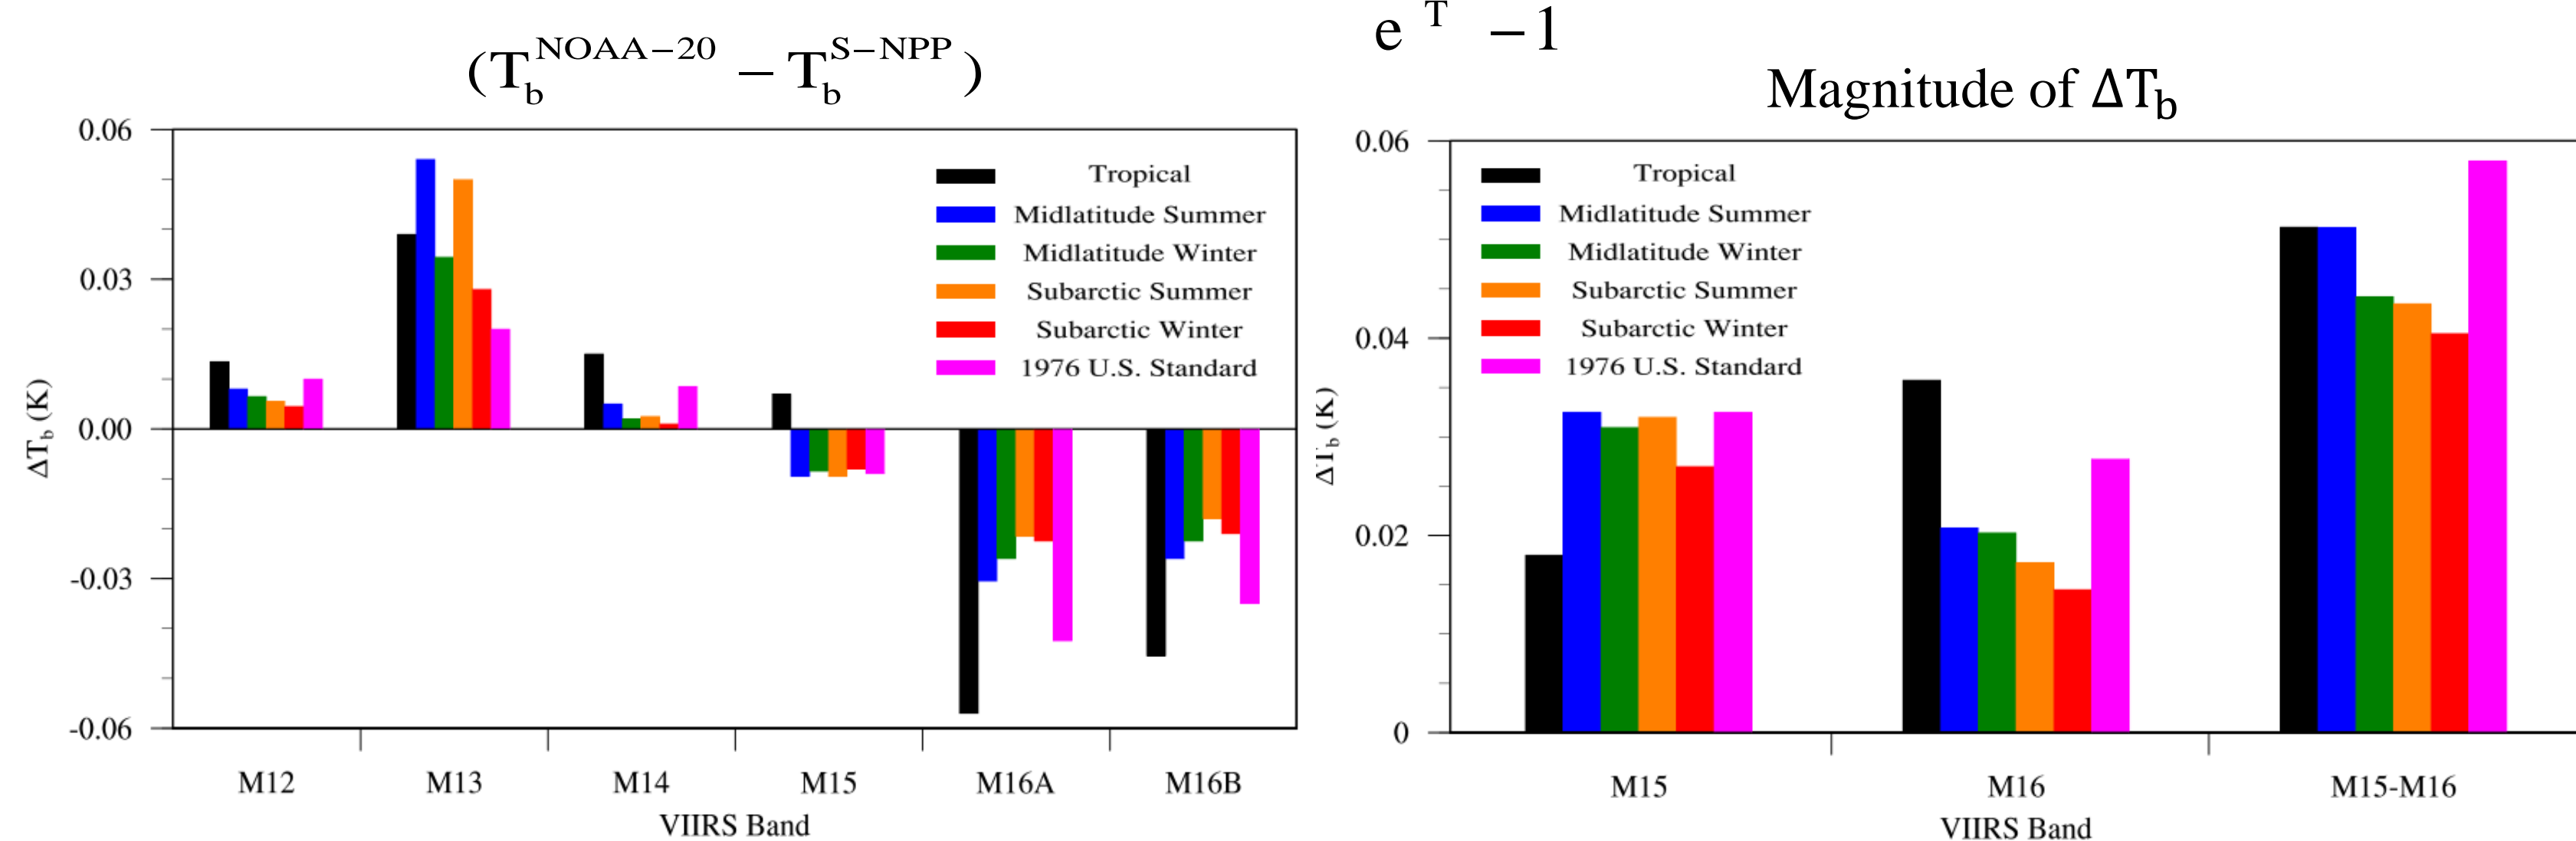 (T_b^NOAA−20 − T_b^S−NPP)
0.06
0.03
0.00
-0.03
-0.06
ΔT_b (K)
Tropical
Midlatitude Summer
Midlatitude Winter
Subarctic Summer
Subarctic Winter
1976 U.S. Standard
M12 M13 M14 M15 M16A M16B
VIIRS Band
e^T −1
Magnitude of ΔT_b
0.06
0.04
0.02
0
ΔT_b (K)
Tropical
Midlatitude Summer
Midlatitude Winter
Subarctic Summer
Subarctic Winter
1976 U.S. Standard
M15 M16 M15-M16
VIIRS Band